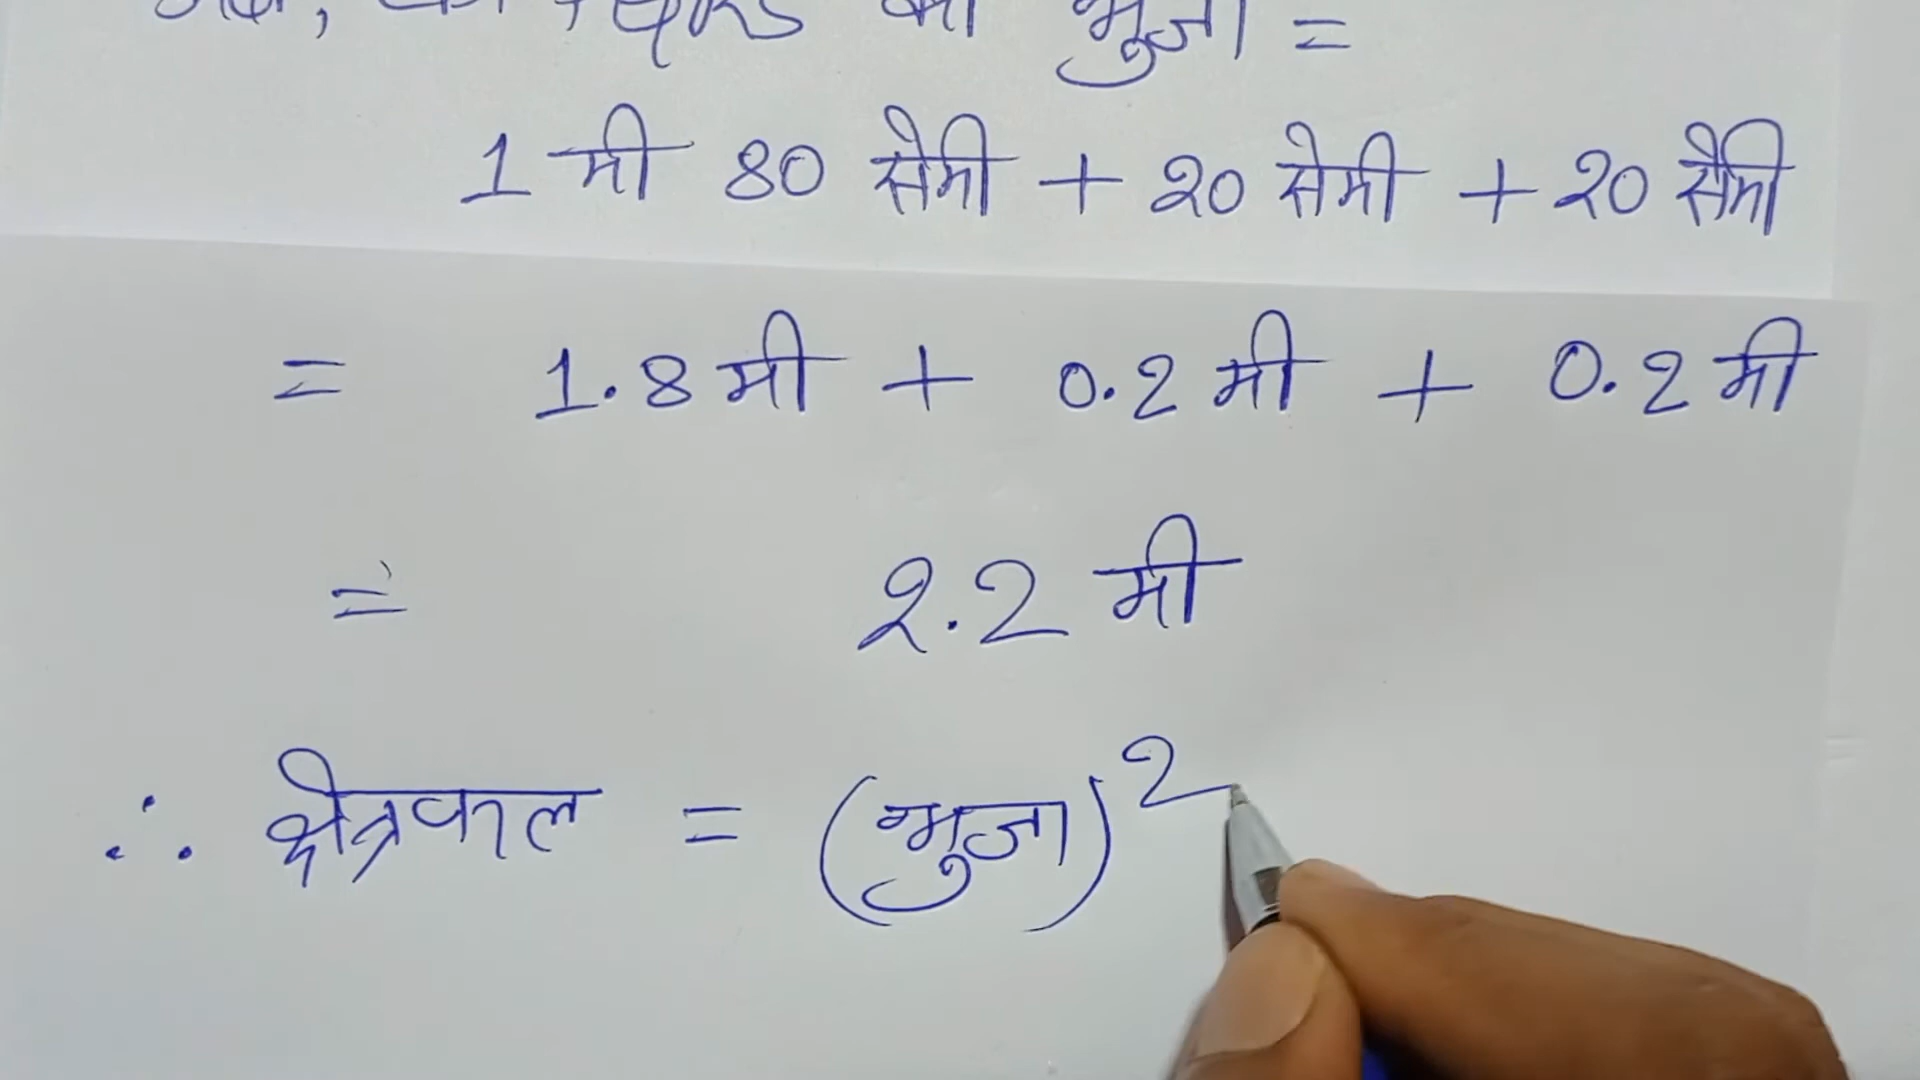 की भुजा =
1 मी 80 सेमी + 20 सेमी + 20 सेमी
= 1.8 मी + 0.2 मी + 0.2 मी
= 2.2 मी
∴ क्षेत्रफल = (भुजा)²